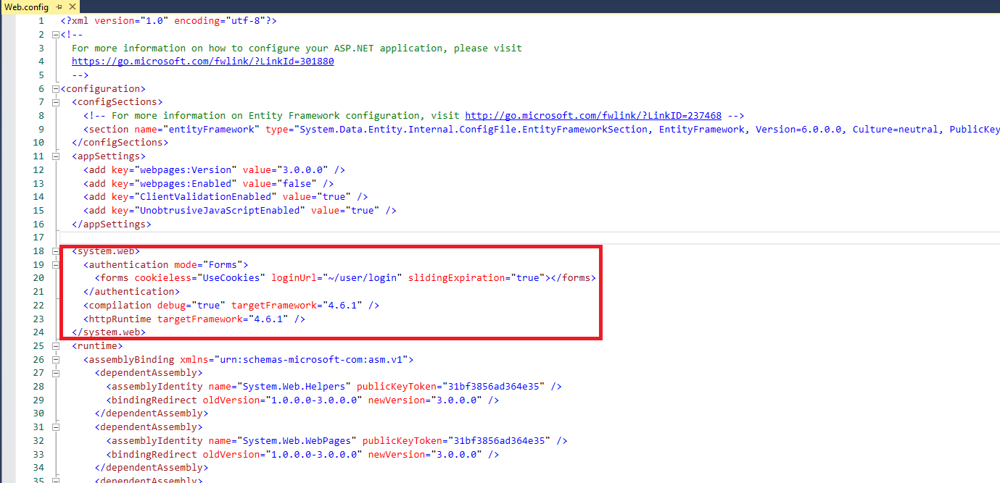 Web.config
1 <?xml version="1.0" encoding="utf-8"?>
2 <!--
3 For more information on how to configure your ASP.NET application, please visit
4 https://go.microsoft.com/fwlink/?LinkId=301880
5 -->
6 <configuration>
7 <configSections>
8 <!-- For more information on Entity Framework configuration, visit http://go.microsoft.com/fwlink/?LinkID=237468 -->
9 <section name="entityFramework" type="System.Data.Entity.Internal.ConfigFile.EntityFrameworkSection, EntityFramework, Version=6.0.0.0, Culture=neutral, PublicKey
10 </configSections>
11 <appSettings>
12 <add key="webpages:Version" value="3.0.0.0" />
13 <add key="webpages:Enabled" value="false" />
14 <add key="ClientValidationEnabled" value="true" />
15 <add key="UnobtrusiveJavaScriptEnabled" value="true" />
16 </appSettings>
17
18 <system.web>
19 <authentication mode="Forms">
20 <forms cookieless="UseCookies" loginUrl="~/user/login" slidingExpiration="true"></forms>
21 </authentication>
22 <compilation debug="true" targetFramework="4.6.1" />
23 <httpRuntime targetFramework="4.6.1" />
24 </system.web>
25 <runtime>
26 <assemblyBinding xmlns="urn:schemas-microsoft-com:asm.v1">
27 <dependentAssembly>
28 <assemblyIdentity name="System.Web.Helpers" publicKeyToken="31bf3856ad364e35" />
29 <bindingRedirect oldVersion="1.0.0.0-3.0.0.0" newVersion="3.0.0.0" />
30 </dependentAssembly>
31 <dependentAssembly>
32 <assemblyIdentity name="System.Web.WebPages" publicKeyToken="31bf3856ad364e35" />
33 <bindingRedirect oldVersion="1.0.0.0-3.0.0.0" newVersion="3.0.0.0" />
34 </dependentAssembly>
35 <dependentAssembly>